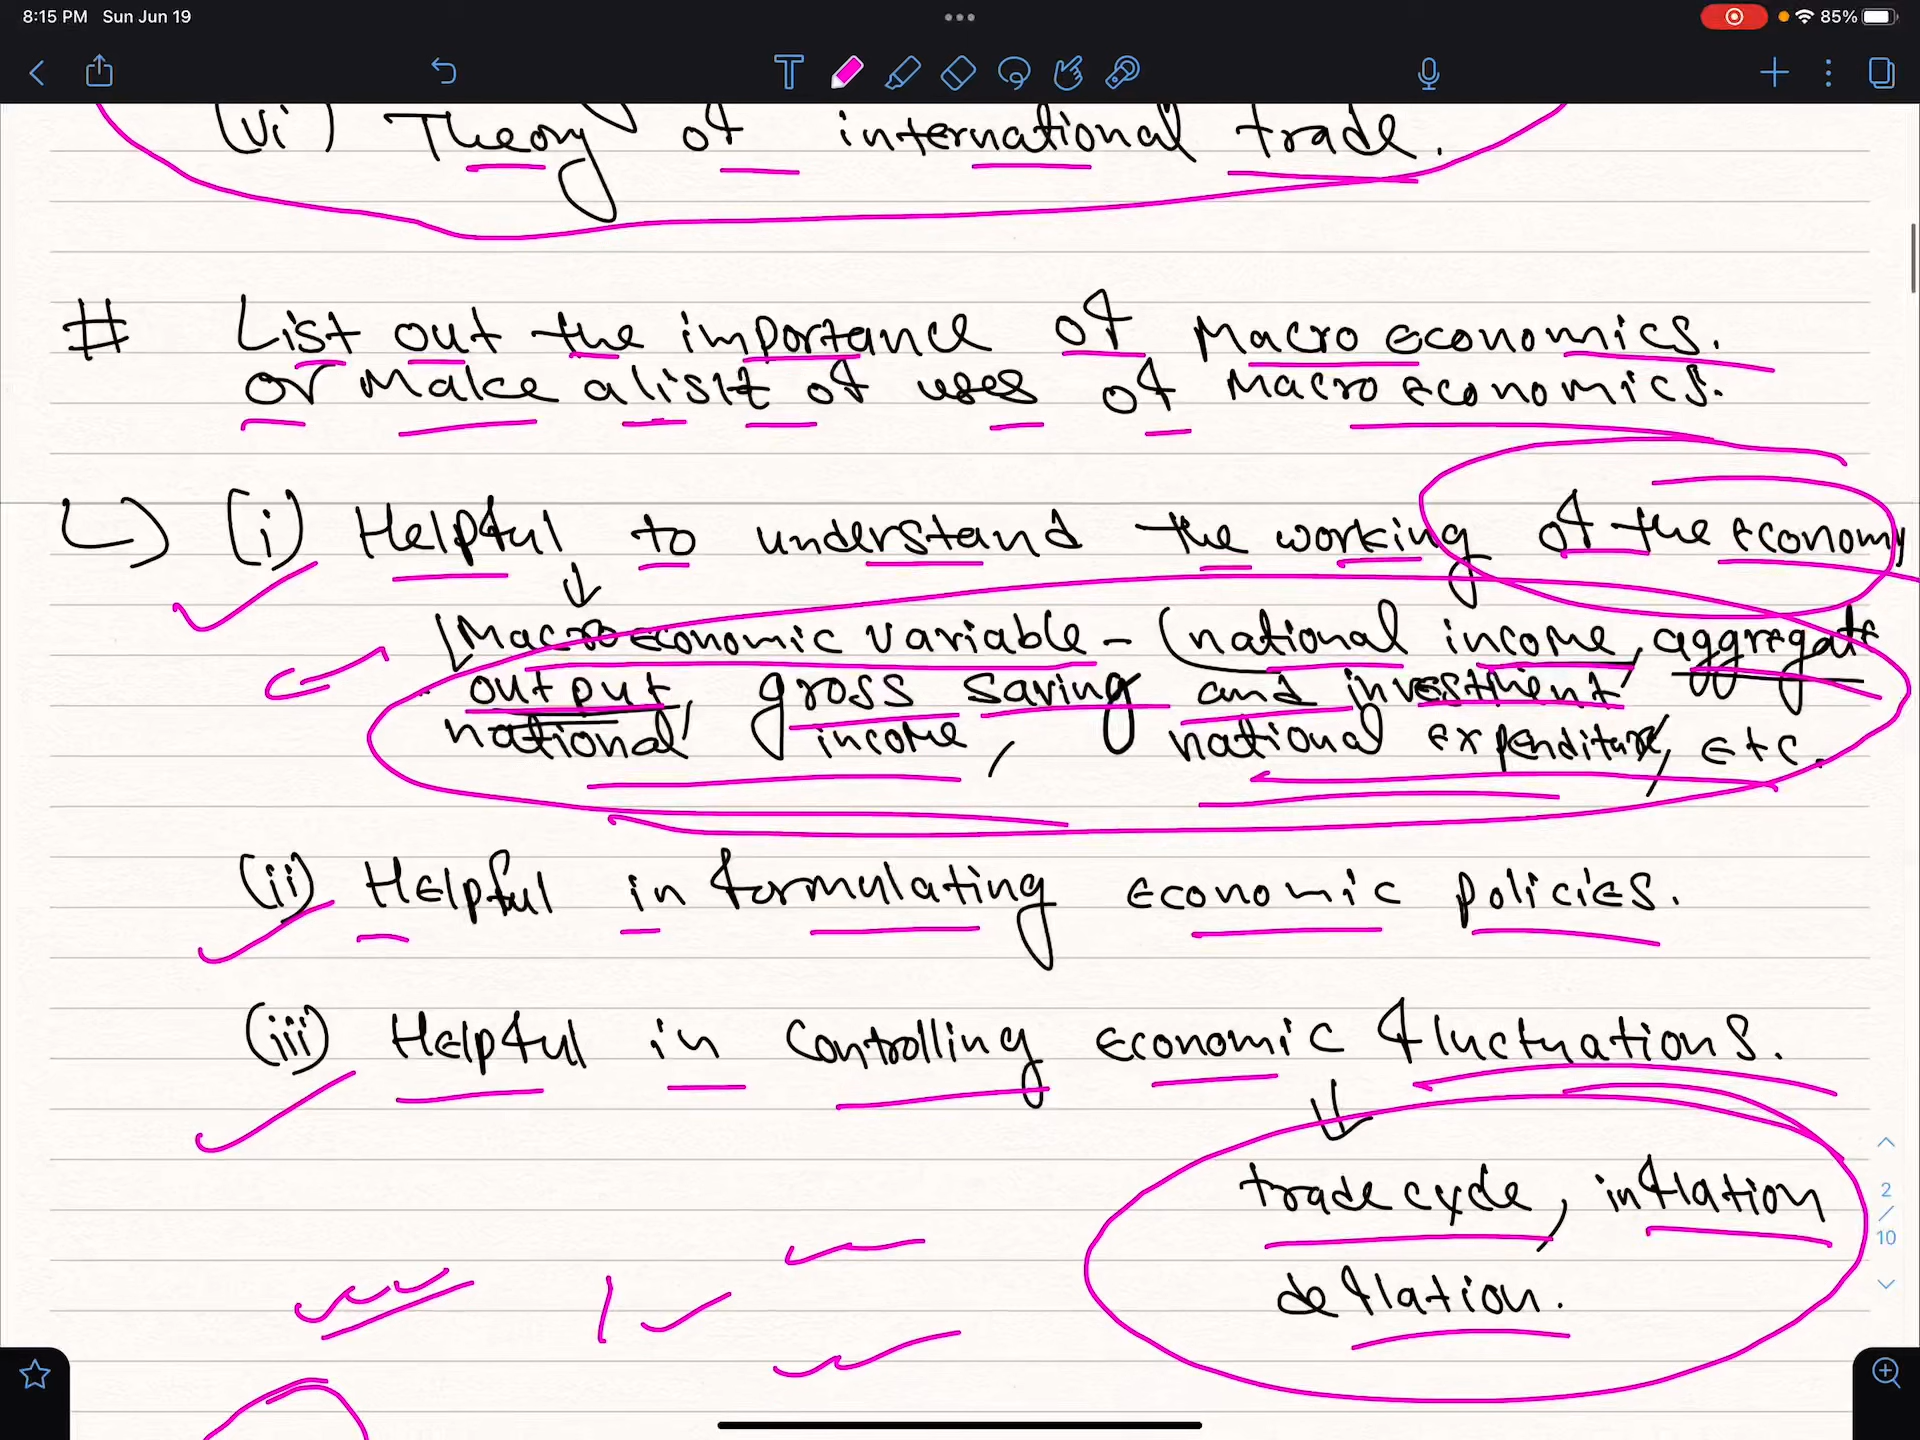 8:15 PM Sun Jun 19
85%
(vi) Theory of international trade.
# List out the importance of Macro economics.
or Make a lisit of uses of Macro economics.
(i) Helpful to understand the working of the economy
Macroeconomic variable - (national income, aggregate
output, gross saving and investment,
national income, national expenditure, etc.
(ii) Helpful in formulating economic policies.
(iii) Helpful in controlling economic fluctuations.
trade cycle, inflation
deflation.
2
/
10